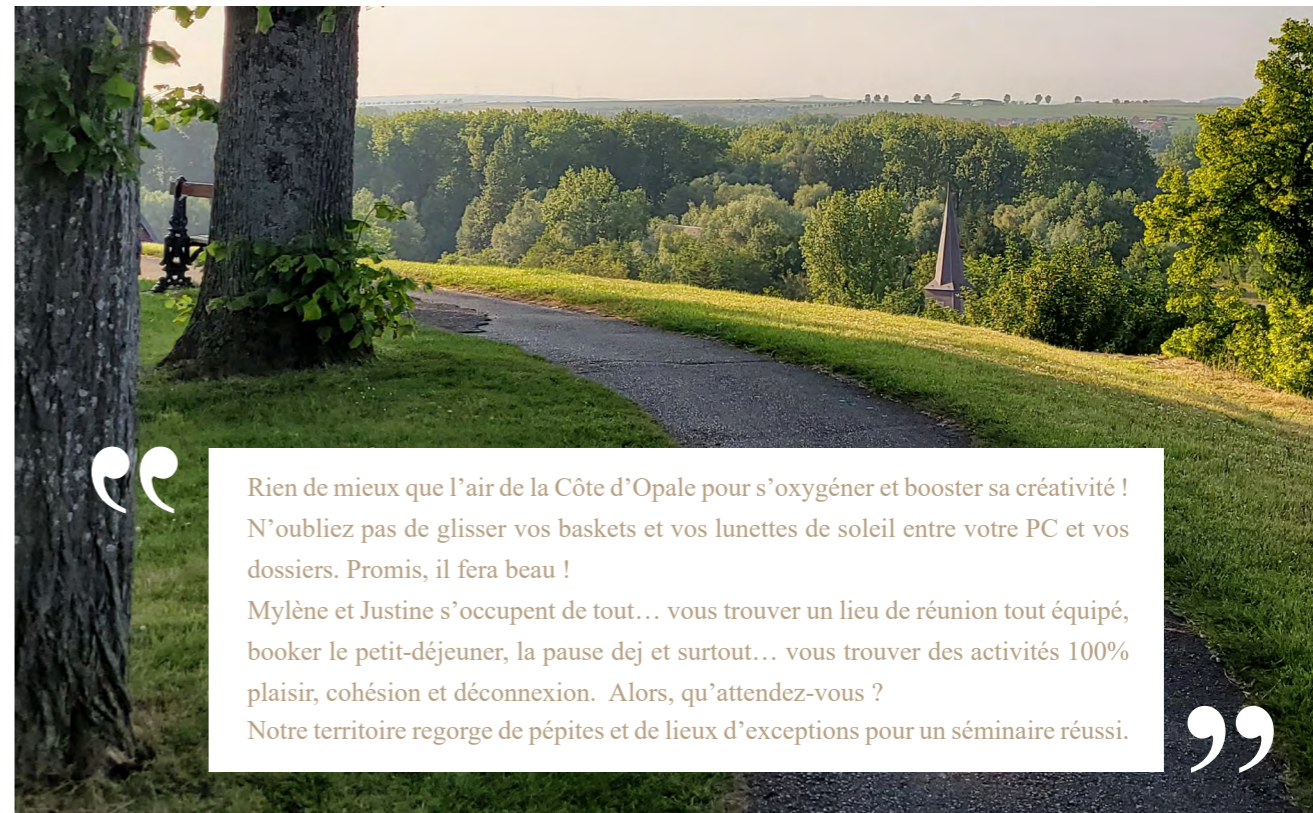 “
Rien de mieux que l’air de la Côte d’Opale pour s’oxygéner et booster sa créativité !
N’oubliez pas de glisser vos baskets et vos lunettes de soleil entre votre PC et vos
dossiers. Promis, il fera beau !
Mylène et Justine s’occupent de tout… vous trouver un lieu de réunion tout équipé,
booker le petit-déjeuner, la pause dej et surtout… vous trouver des activités 100%
plaisir, cohésion et déconnexion.  Alors, qu’attendez-vous ?
Notre territoire regorge de pépites et de lieux d’exceptions pour un séminaire réussi.
”